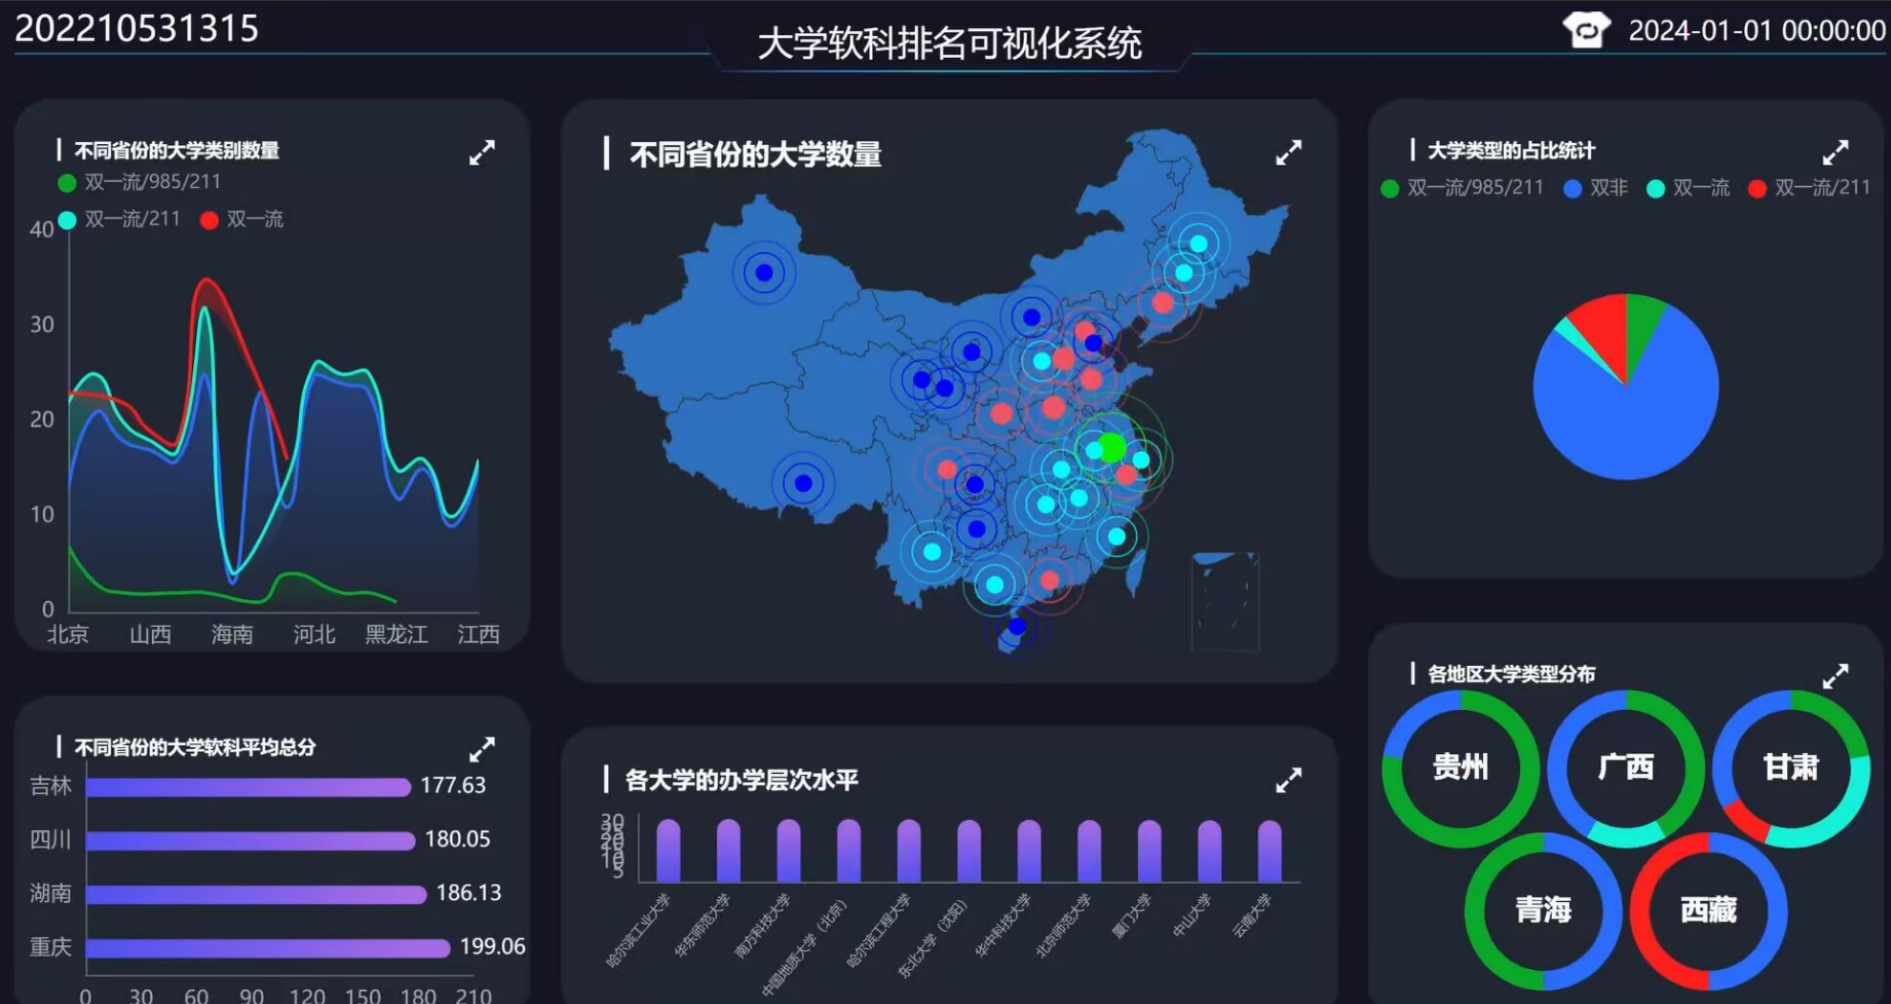 202210531315
大学软科排名可视化系统
2024-01-01 00:00:00
不同省份的大学类别数量
双一流/985/211
双一流/211 双一流
40
30
20
10
0
北京 山西 海南 河北 黑龙江 江西
不同省份的大学软科平均总分
吉林 177.63
四川 180.05
湖南 186.13
重庆 199.06
0 30 60 90 120 150 180 210
不同省份的大学数量
各大学的办学层次水平
30
25
20
15
10
5
哈尔滨工业大学
华东师范大学
南方科技大学
中国地质大学（北京）
哈尔滨工程大学
东北大学（沈阳）
华中科技大学
北京师范大学
厦门大学
中山大学
云南大学
大学类型的占比统计
双一流/985/211 双非 双一流 双一流/211
各地区大学类型分布
贵州 广西 甘肃
青海 西藏